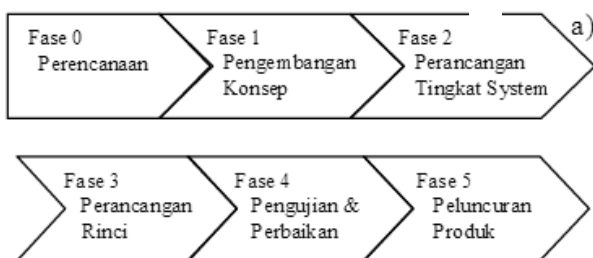 Fase 0
Perencanaan
Fase 1
Pengembangan
Konsep
Fase 2
Perancangan
Tingkat System
a)
Fase 3
Perancangan
Rinci
Fase 4
Pengujian &
Perbaikan
Fase 5
Peluncuran
Produk